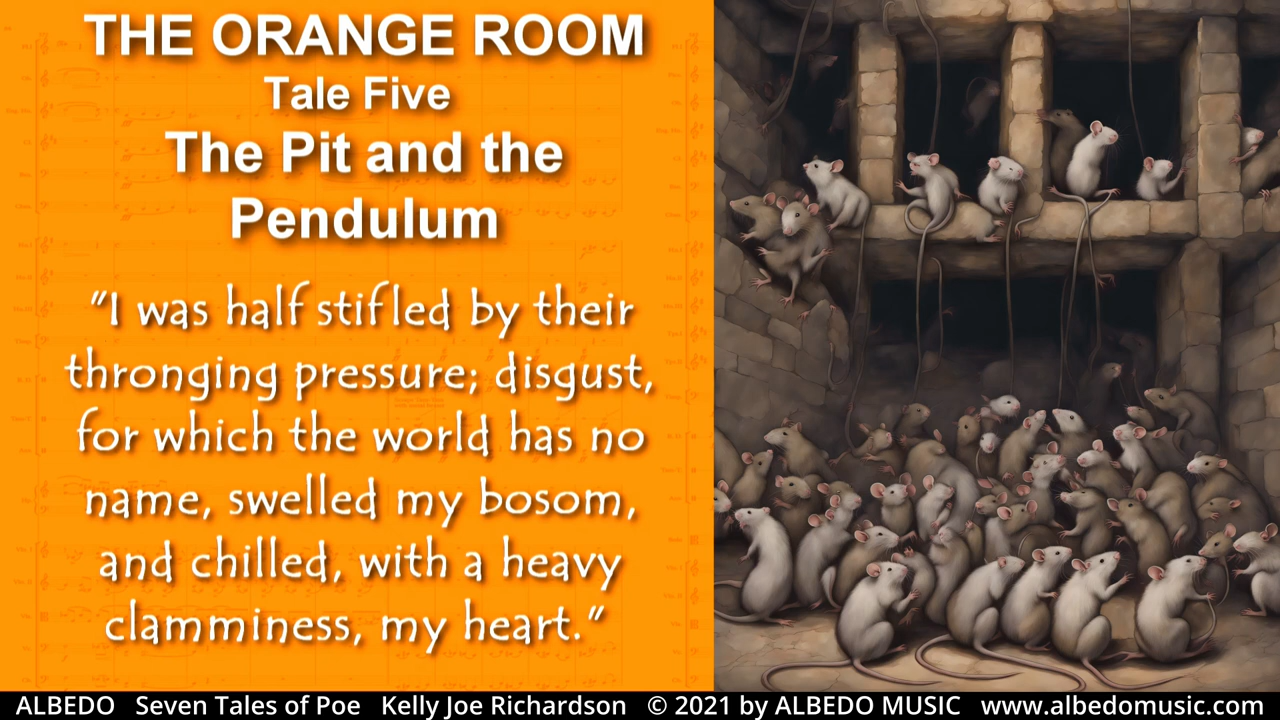 THE ORANGE ROOM
Tale Five
The Pit and the
Pendulum
"I was half stifled by their
thronging pressure; disgust,
for which the world has no
name, swelled my bosom,
and chilled, with a heavy
clamminess, my heart."
ALBEDO Seven Tales of Poe Kelly Joe Richardson © 2021 by ALBEDO MUSIC www.albedomusic.com